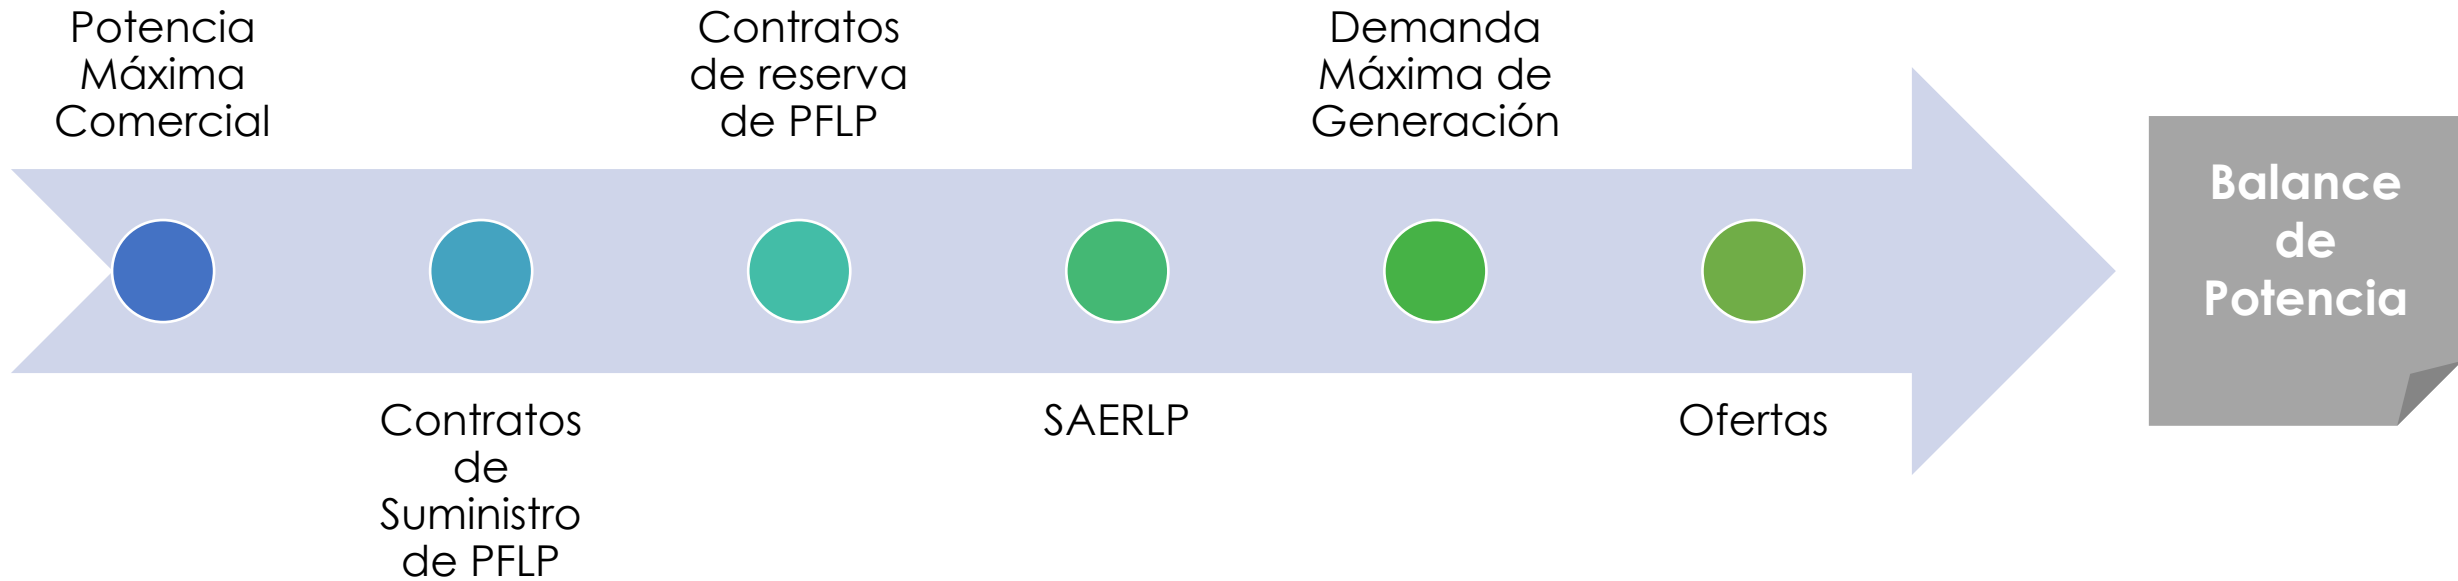 Potencia
Máxima
Comercial
Contratos
de
Suministro
de PFLP
Contratos
de reserva
de PFLP
SAERLP
Demanda
Máxima de
Generación
Ofertas
Balance
de
Potencia